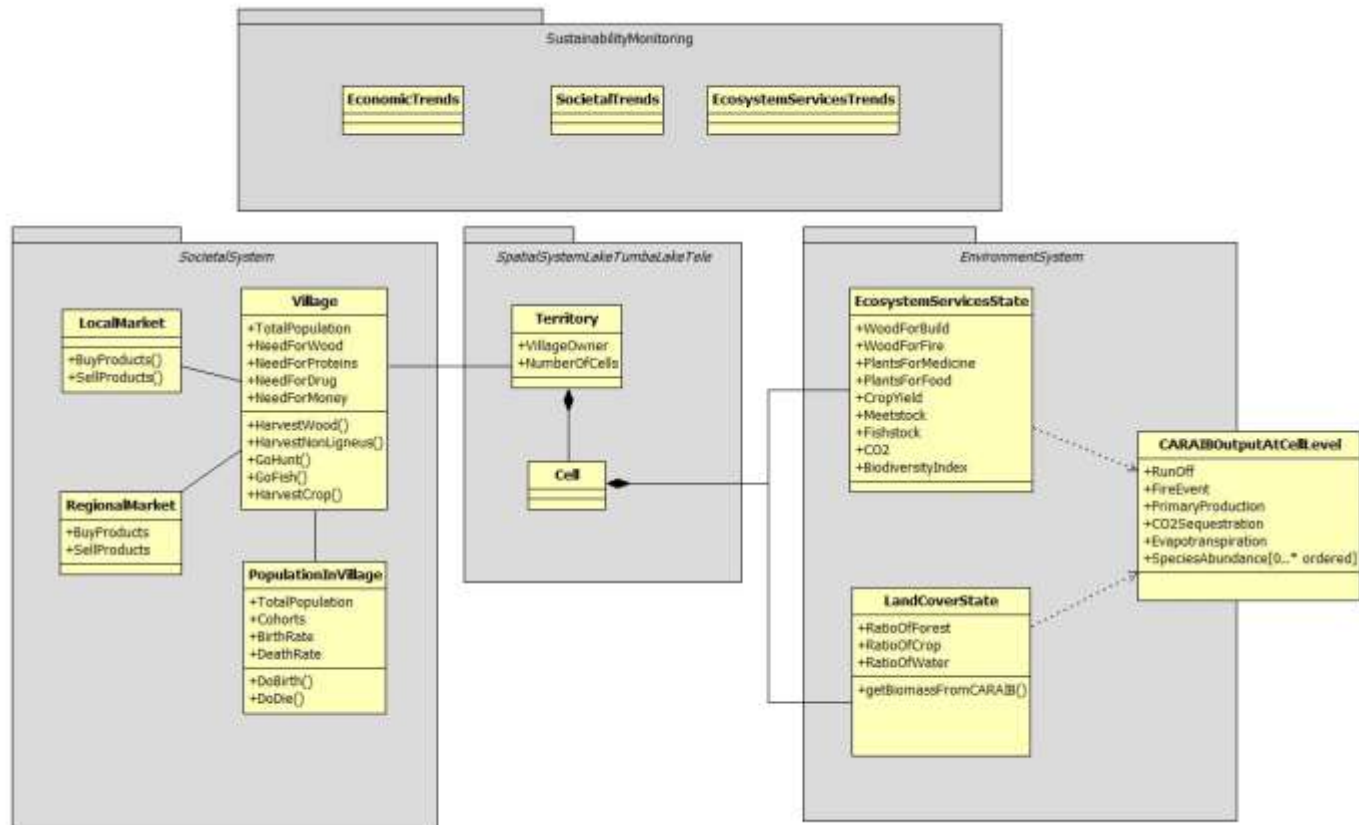 SustainabilityMonitoring
EconomicTrends
SocietalTrends
EcosystemServicesTrends
SocietalSystem
LocalMarket
+BuyProducts()
+SellProducts()
Village
+TotalPopulation
+NeedForWood
+NeedForProteins
+NeedForDrug
+NeedForMoney
+HarvestWood()
+HarvestNonLigneus()
+GoHunt()
+GoFish()
+HarvestCrop()
RegionalMarket
+BuyProducts
+SellProducts
PopulationInVillage
+TotalPopulation
+Cohorts
+BirthRate
+DeathRate
+DoBirth()
+DoDie()
SpatialSystemLakeTumbaLakeTele
Territory
+VillageOwner
+NumberOfCells
Cell
EnvironmentSystem
EcosystemServicesState
+WoodForBuild
+WoodForFire
+PlantsForMedicine
+PlantsForFood
+CropYield
+Meetstock
+Fishstock
+CO2
+BiodiversityIndex
LandCoverState
+RatioOfForest
+RatioOfCrop
+RatioOfWater
+getBiomassFromCARAIB()
CARAIBOutputAtCellLevel
+RunOff
+FireEvent
+PrimaryProduction
+CO2Sequestration
+Evapotranspiration
+SpeciesAbundance[0...* ordered]